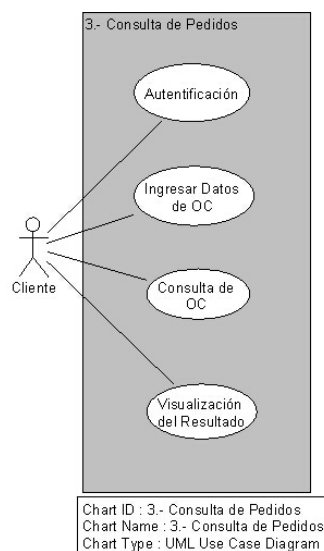 3.- Consulta de Pedidos
Autentificación
Ingresar Datos
de OC
Cliente
Consulta de
OC
Visualización
del Resultado
Chart ID : 3.- Consulta de Pedidos
Chart Name : 3.- Consulta de Pedidos
Chart Type : UML Use Case Diagram